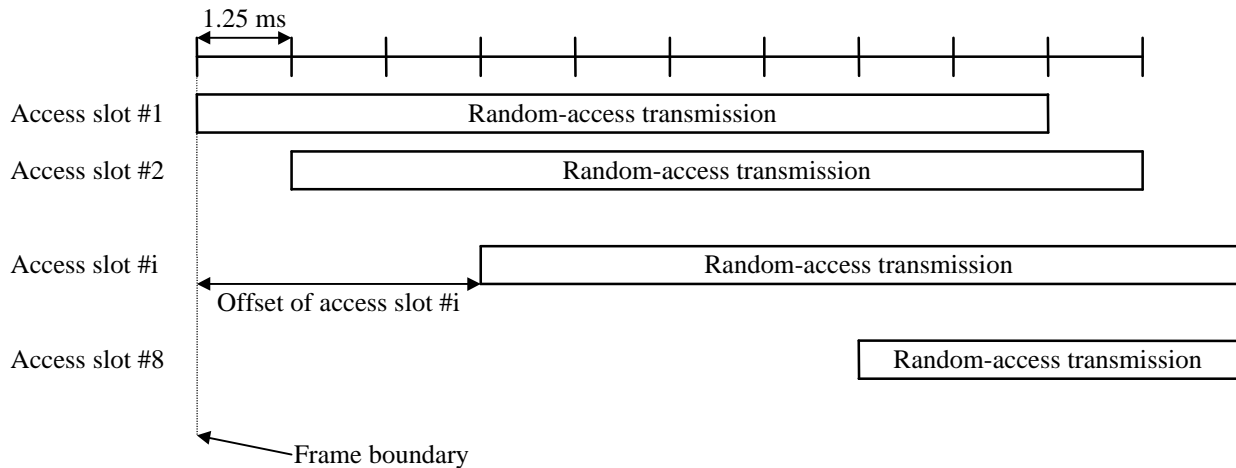 1.25 ms
Access slot #1
Random-access transmission
Access slot #2
Random-access transmission
Access slot #i
Random-access transmission
Offset of access slot #i
Access slot #8
Random-access transmission
Frame boundary